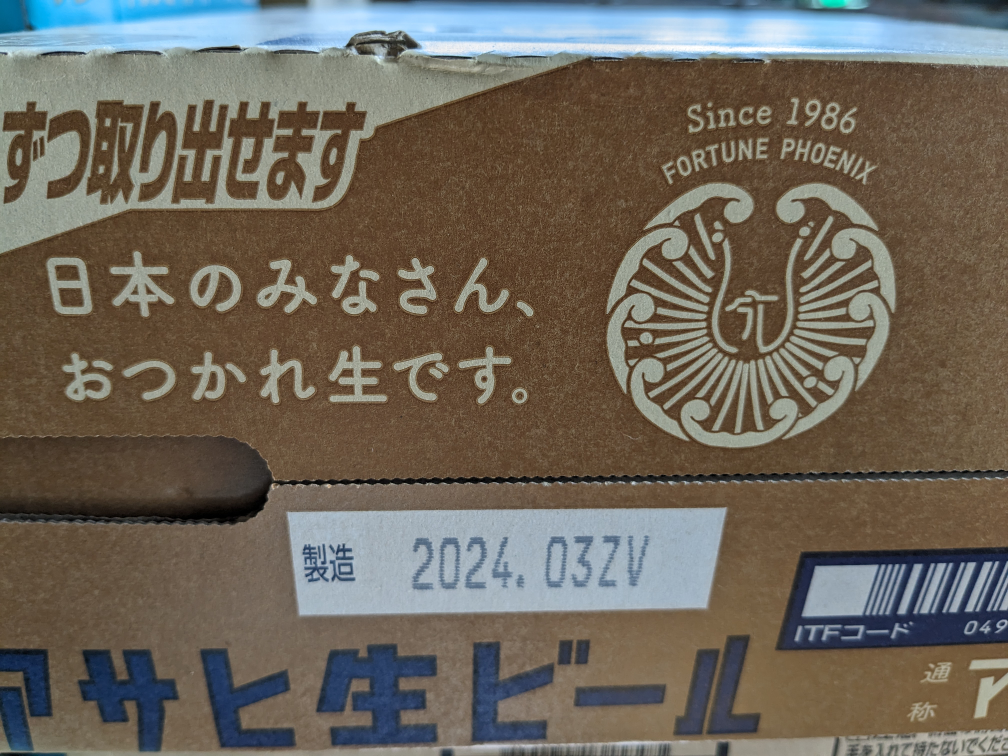 ずつ取り出せます
Since 1986
FORTUNE PHOENIX
日本のみなさん、
おつかれ生です。
製造 2024.03ZV
ITFコード 049
アサヒ生ビール
通称